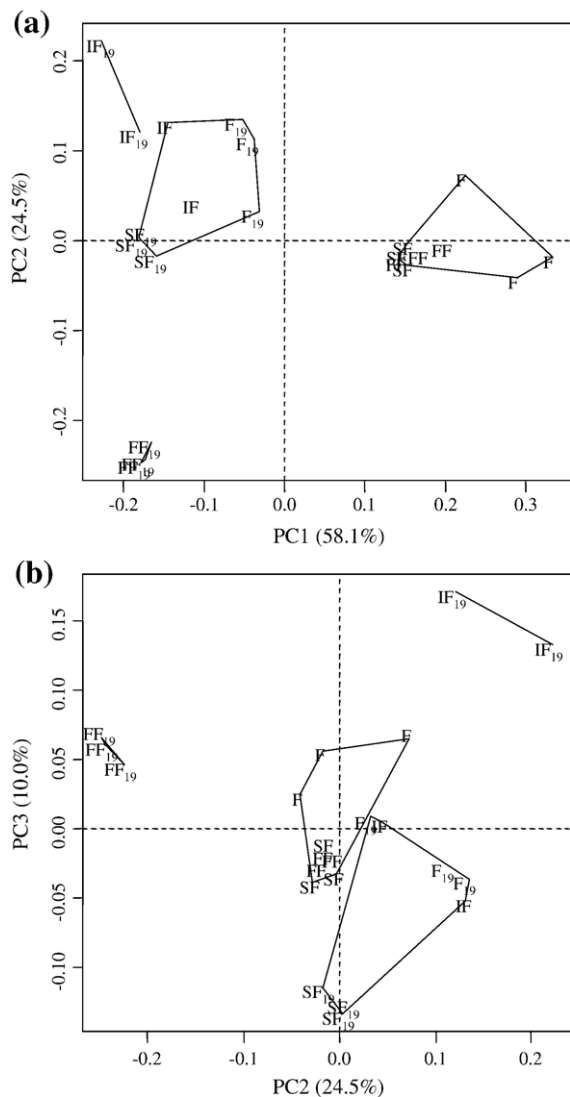 (a)
0.2
0.1
0.0
-0.1
-0.2
PC2 (24.5%)
IF19
IF19
IF
F19
F19
IF
F19
SF19
SF19
SF19
F
F
F
SF
FF
SF
FF
SF
FF19
FF19
-0.2
-0.1
0.0
0.1
0.2
0.3
PC1 (58.1%)
(b)
0.15
0.10
0.05
0.00
-0.05
-0.10
PC3 (10.0%)
IF19
IF19
FF19
FF19
FF19
F
F
F
F19
IF
SF
FF
FF
FF
SF
SF
F19
F19
IF
SF19
SF19
SF19
-0.2
-0.1
0.0
0.1
0.2
PC2 (24.5%)